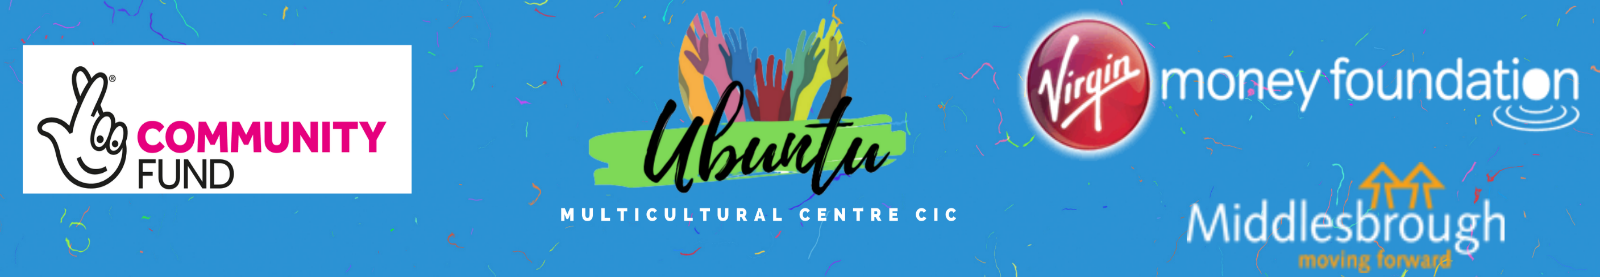 COMMUNITY
FUND
Ubuntu
MULTICULTURAL CENTRE CIC
Virgin money foundation
Middlesbrough
moving forward